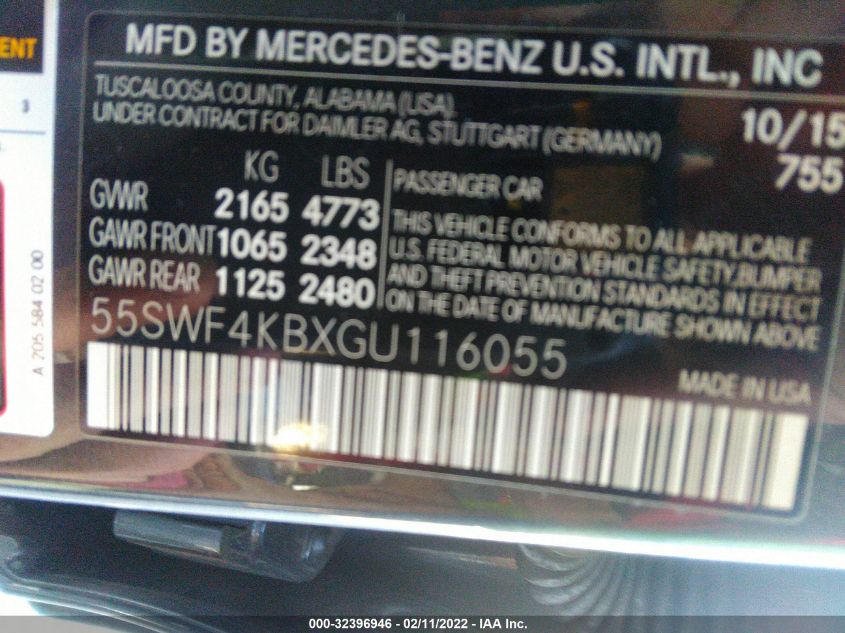 ENT
MFD BY MERCEDES-BENZ U.S. INTL., INC
TUSCALOOSA COUNTY, ALABAMA (USA)
UNDER CONTRACT FOR DAIMLER AG, STUTTGART (GERMANY)
10/15
755
KG LBS
GVWR 2165 4773
GAWR FRONT 1065 2348
GAWR REAR 1125 2480
PASSENGER CAR
THIS VEHICLE CONFORMS TO ALL APPLICABLE
U.S. FEDERAL MOTOR VEHICLE SAFETY, BUMPER
AND THEFT PREVENTION STANDARDS IN EFFECT
ON THE DATE OF MANUFACTURE SHOWN ABOVE
55SWF4KBXGU116055
MADE IN USA
A 205 584 02 00
000-32396946 - 02/11/2022 - IAA Inc.